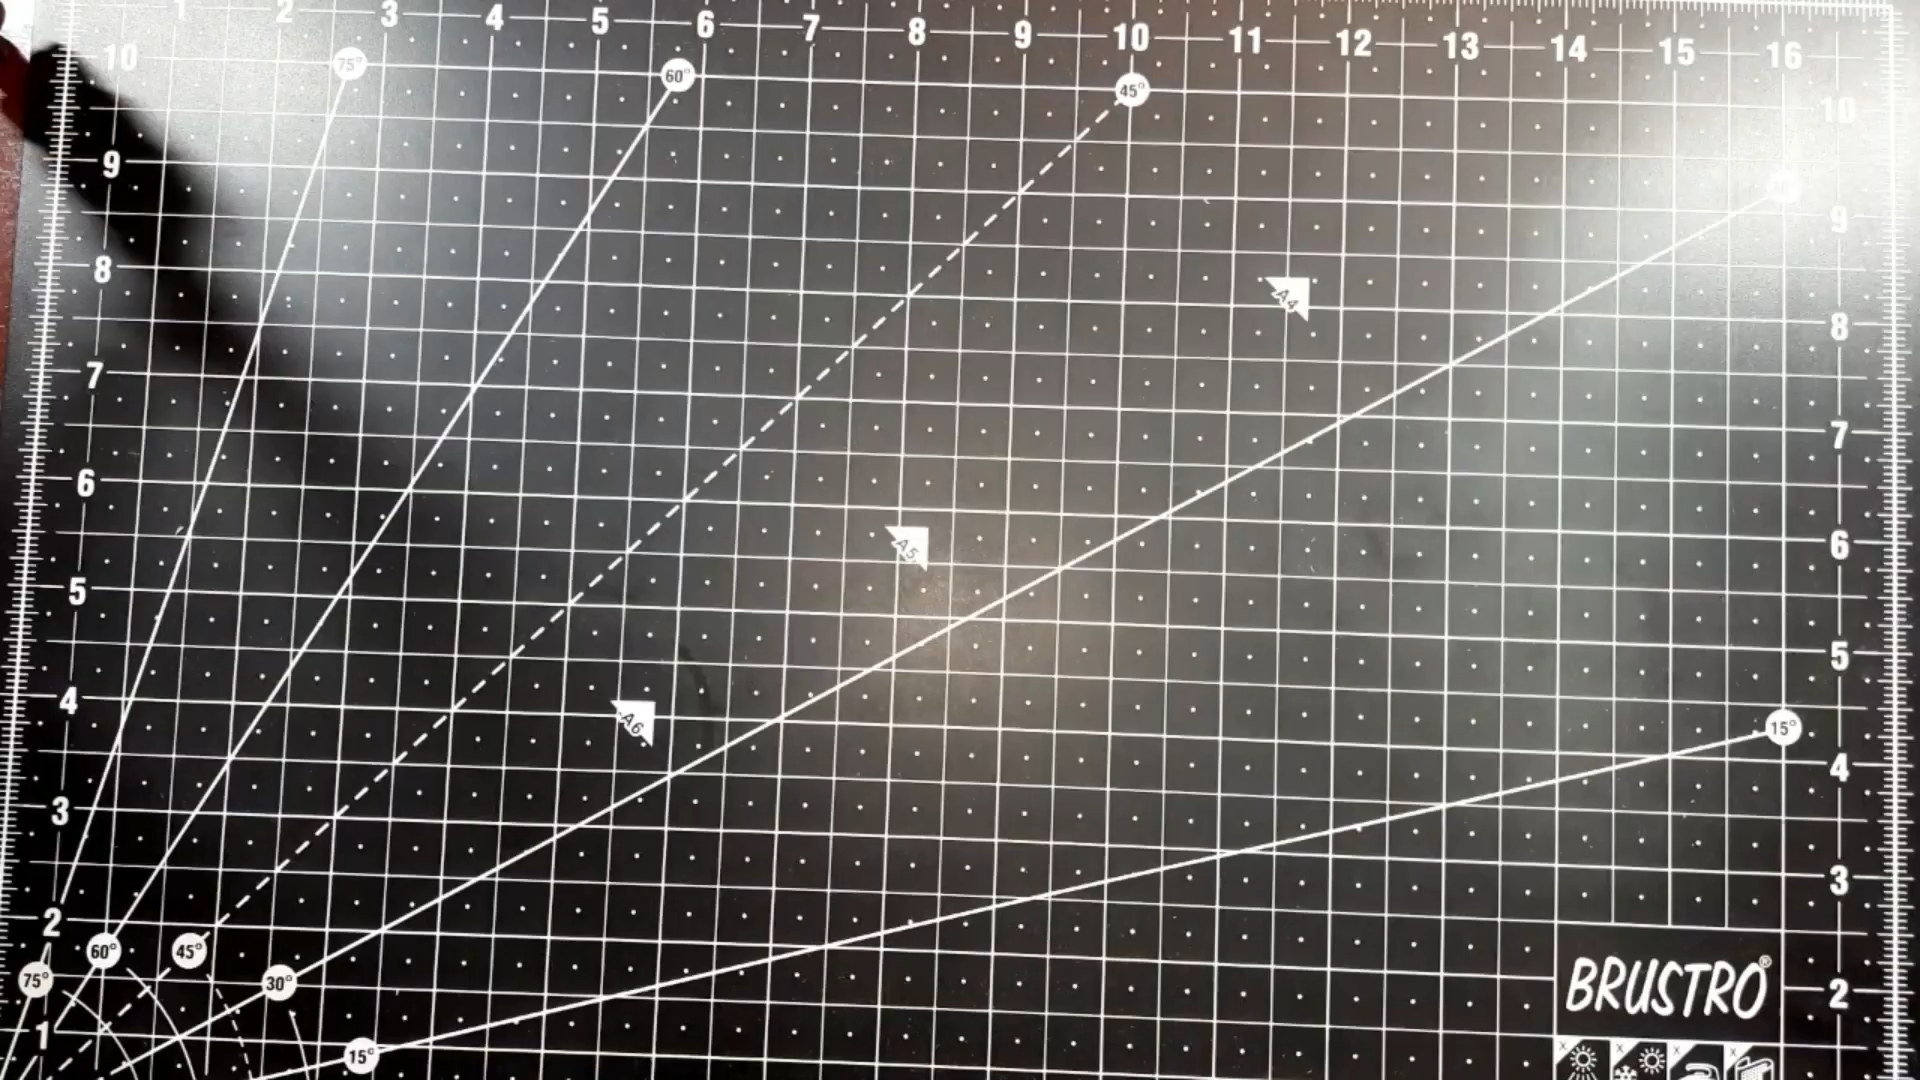 1 2 3 4 5 6 7 8 9 10 11 12 13 14 15 16
10 75° 60° 45° 10
9 9
8 A4 8
7 7
6 A5 6
5 5
4 A6 15° 4
3 3
2 60° 45° BRUSTRO® 2
75° 30°
1 15°